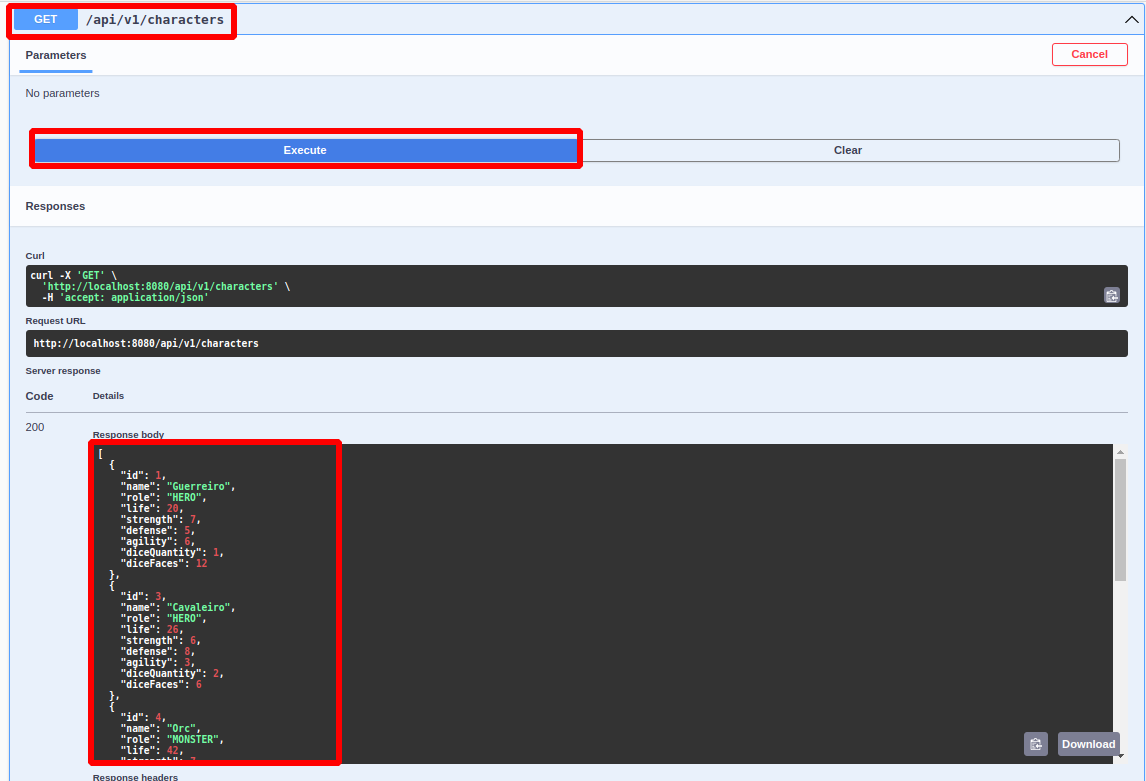 GET /api/v1/characters
Parameters
Cancel
No parameters
Execute
Clear
Responses
Curl
curl -X 'GET' \
  'http://localhost:8080/api/v1/characters' \
  -H 'accept: application/json'
Request URL
http://localhost:8080/api/v1/characters
Server response
Code Details
200
Response body
[
  {
    "id": 1,
    "name": "Guerreiro",
    "role": "HERO",
    "life": 20,
    "strength": 7,
    "defense": 5,
    "agility": 6,
    "diceQuantity": 1,
    "diceFaces": 12
  },
  {
    "id": 3,
    "name": "Cavaleiro",
    "role": "HERO",
    "life": 26,
    "strength": 6,
    "defense": 8,
    "agility": 3,
    "diceQuantity": 2,
    "diceFaces": 6
  },
  {
    "id": 4,
    "name": "Orc",
    "role": "MONSTER",
    "life": 42,
    "strength": 7
Download
Response headers